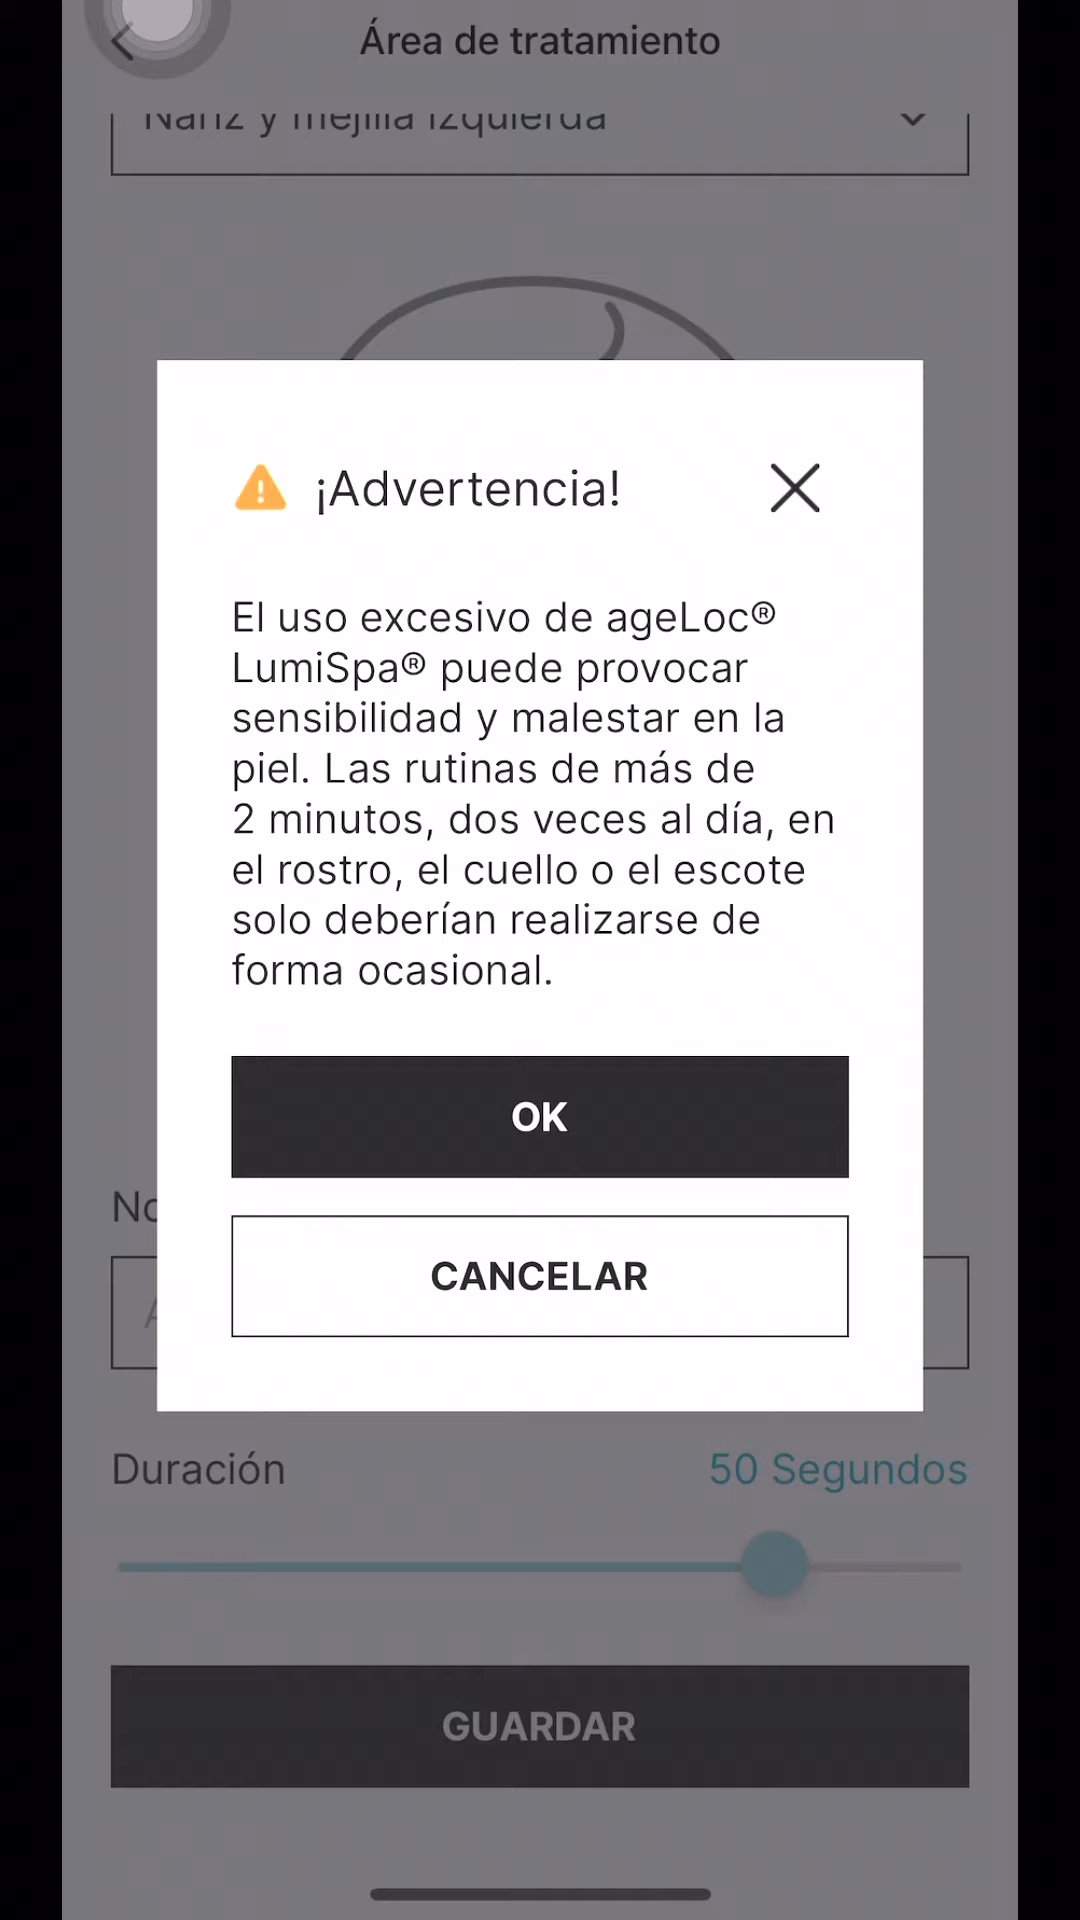 Área de tratamiento
Nariz y mejilla izquierda
¡Advertencia!
El uso excesivo de ageLoc®
LumiSpa® puede provocar
sensibilidad y malestar en la
piel. Las rutinas de más de
2 minutos, dos veces al día, en
el rostro, el cuello o el escote
solo deberían realizarse de
forma ocasional.
OK
CANCELAR
Duración
50 Segundos
GUARDAR